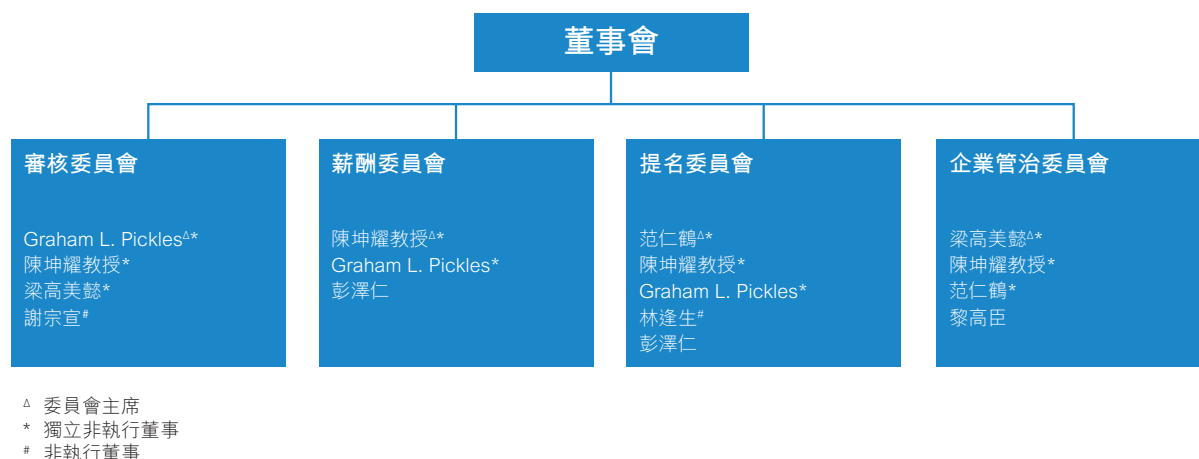 董事會
審核委員會
Graham L. Pickles△*
陳坤耀教授*
梁高美懿*
謝宗宣#
薪酬委員會
陳坤耀教授△*
Graham L. Pickles*
彭澤仁
提名委員會
范仁鶴△*
陳坤耀教授*
Graham L. Pickles*
林逢生#
彭澤仁
企業管治委員會
梁高美懿△*
陳坤耀教授*
范仁鶴*
黎高臣
△ 委員會主席
* 獨立非執行董事
# 非執行董事